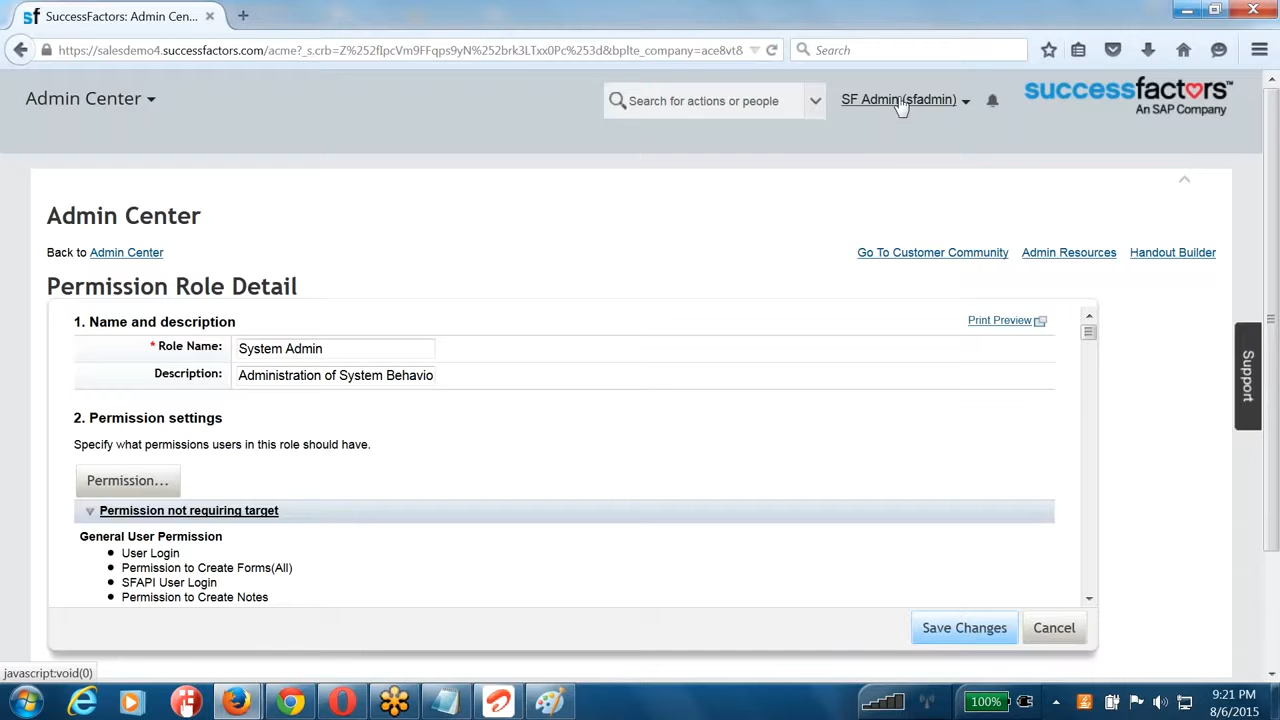 sf SuccessFactors: Admin Cen...
https://salesdemo4.successfactors.com/acme?_s.crb=Z%252flpcVm9FFqps9yN%252brk3LTxx0Pc%253d&bplte_company=ace8vt8
Search
Admin Center
Search for actions or people
SF Admin (sfadmin)
successfactors
An SAP Company
Admin Center
Back to Admin Center
Go To Customer Community Admin Resources Handout Builder
Permission Role Detail
1. Name and description
Print Preview
* Role Name: System Admin
Description: Administration of System Behavio
2. Permission settings
Specify what permissions users in this role should have.
Permission...
Permission not requiring target
General User Permission
User Login
Permission to Create Forms(All)
SFAPI User Login
Permission to Create Notes
Save Changes Cancel
Support
javascript:void(0)
100%
9:21 PM
8/6/2015